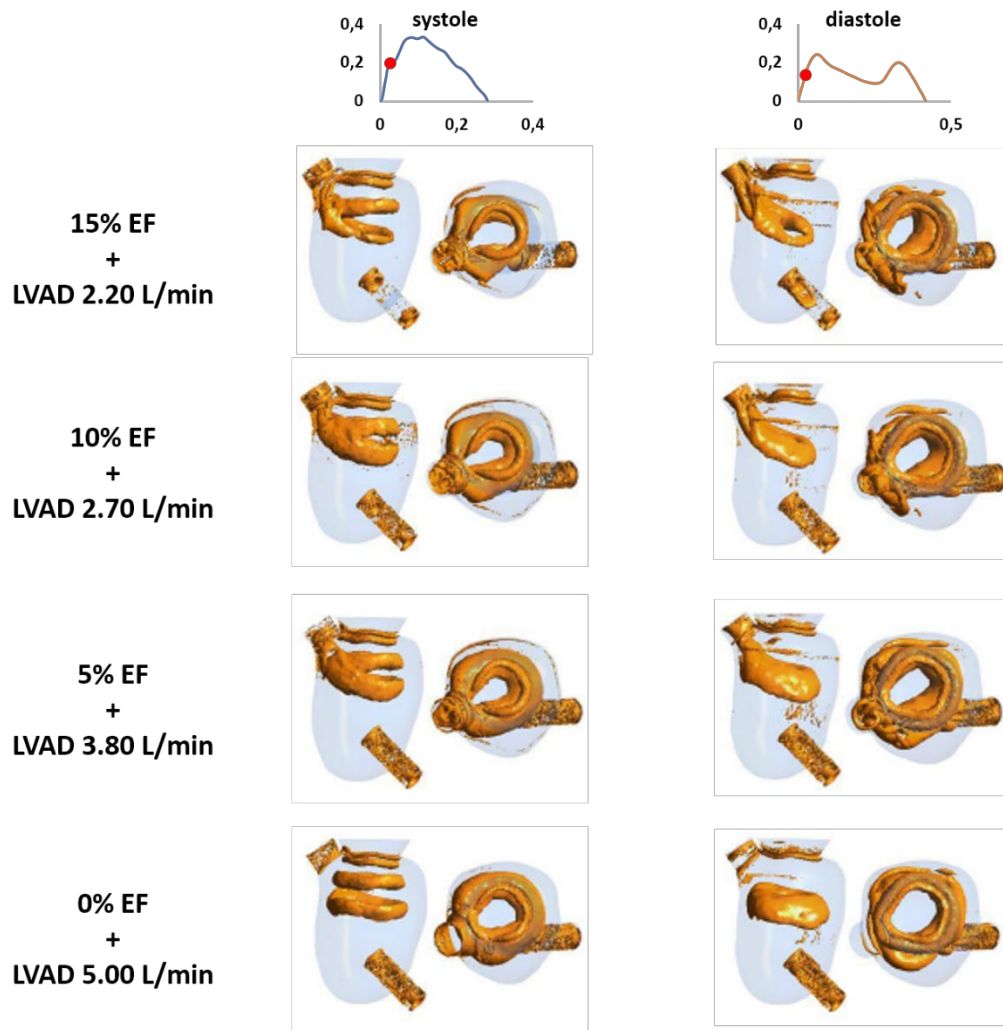 systole
0,4
0,2
0
0
0,2
0,4
diastole
0,4
0,2
0
0
0,5
15% EF
+
LVAD 2.20 L/min
10% EF
+
LVAD 2.70 L/min
5% EF
+
LVAD 3.80 L/min
0% EF
+
LVAD 5.00 L/min